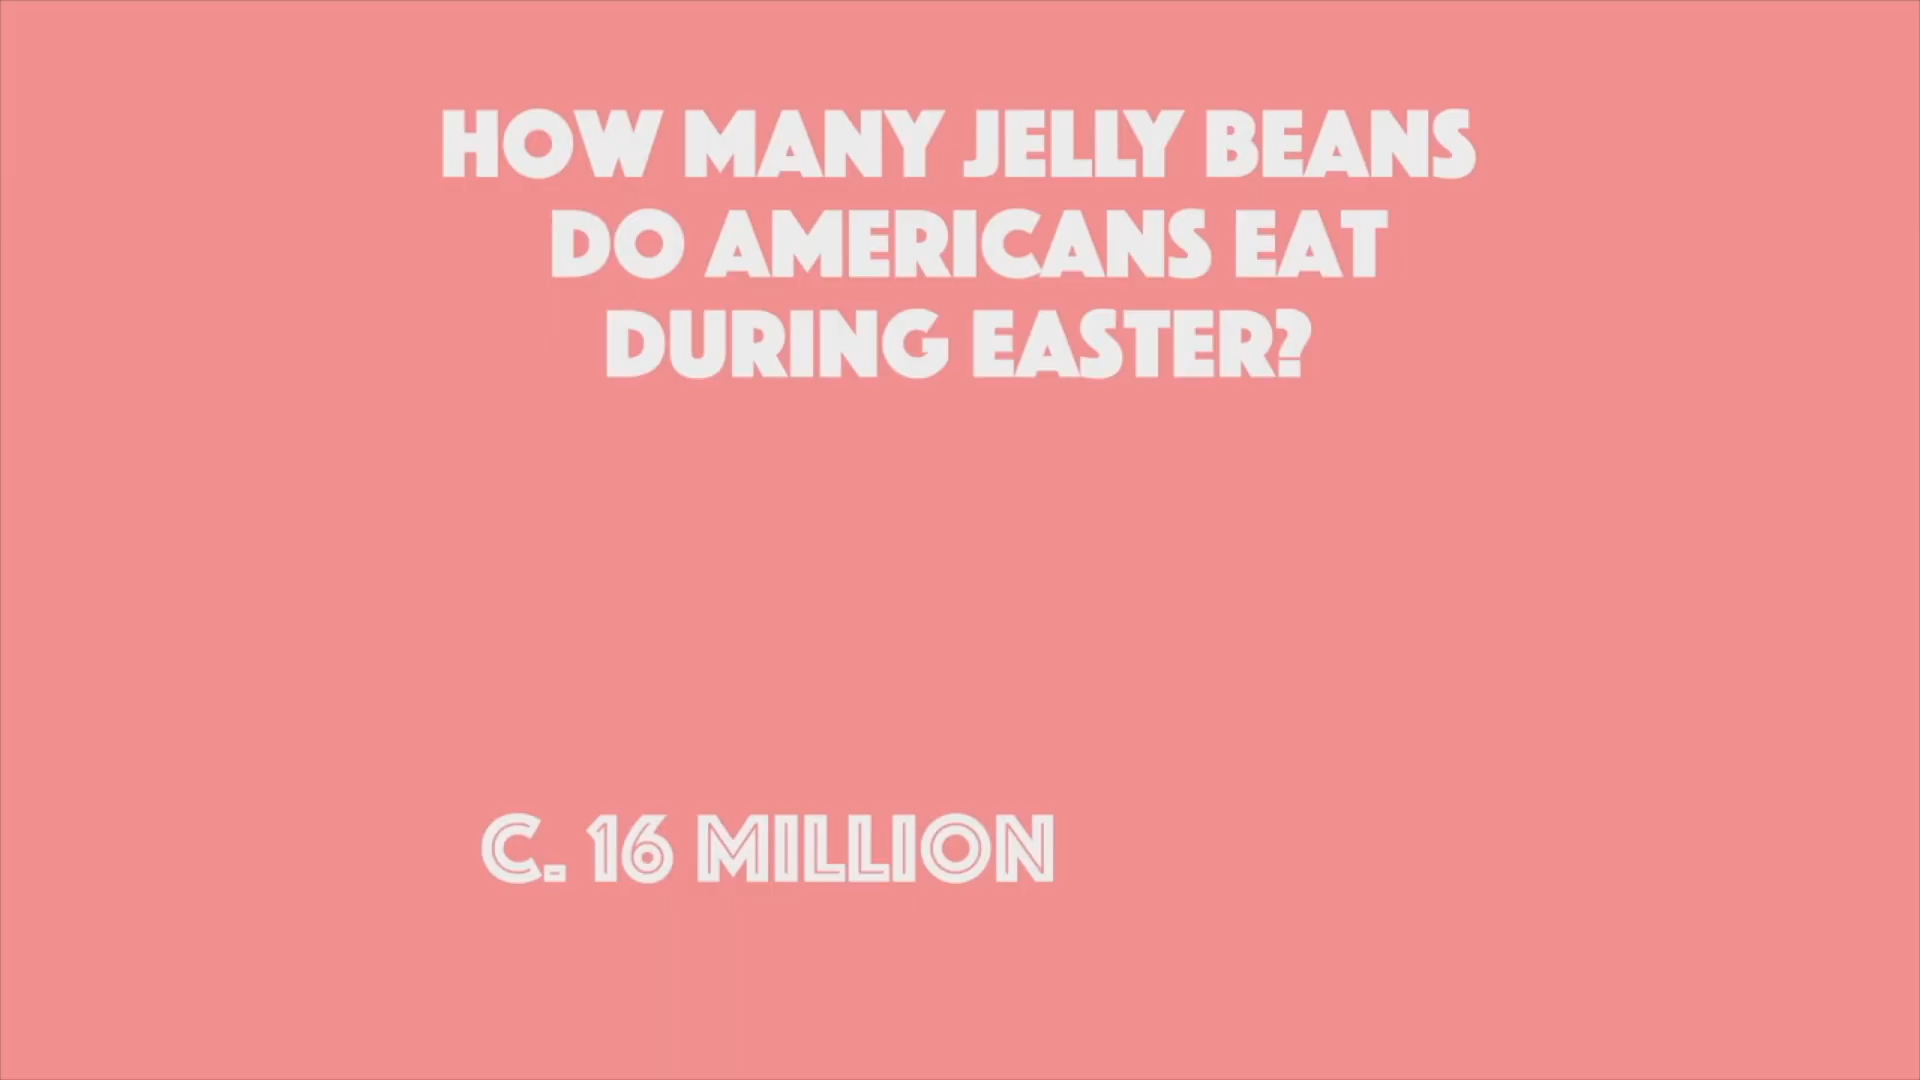 HOW MANY JELLY BEANS
DO AMERICANS EAT
DURING EASTER?
C. 16 MILLION